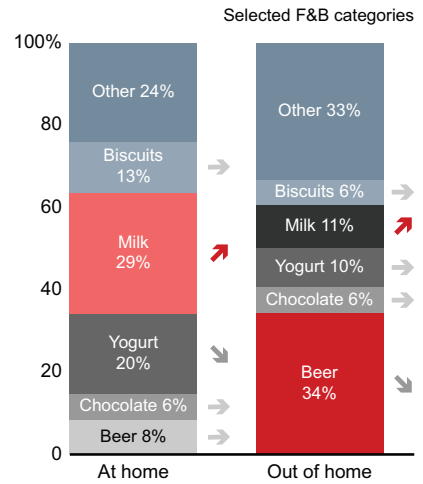 Selected F&B categories
100%
80
60
40
20
0
Other 24%
Biscuits
13%
Milk
29%
Yogurt
20%
Chocolate 6%
Beer 8%
Other 33%
Biscuits 6%
Milk 11%
Yogurt 10%
Chocolate 6%
Beer
34%
At home
Out of home